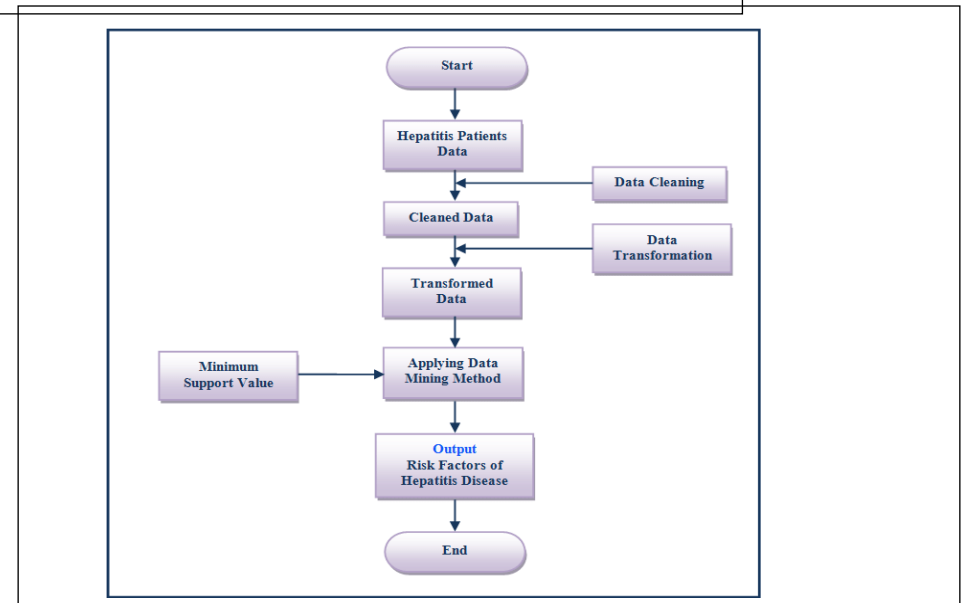 Start
Hepatitis Patients
Data
Data Cleaning
Cleaned Data
Data
Transformation
Transformed
Data
Minimum
Support Value
Applying Data
Mining Method
Output
Risk Factors of
Hepatitis Disease
End